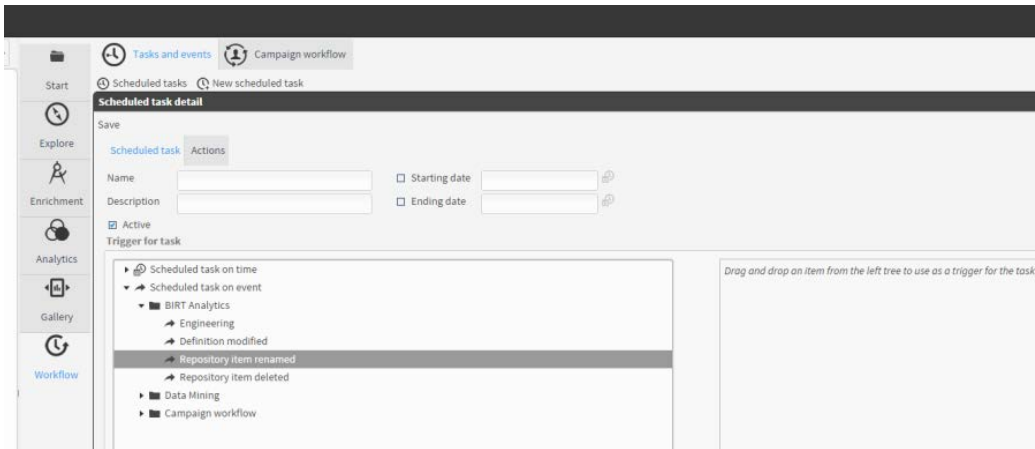 Tasks and events Campaign workflow
Start
Scheduled tasks New scheduled task
Scheduled task detail
Save
Explore
Scheduled task Actions
Name Starting date
Enrichment Description Ending date
Active
Trigger for task
Analytics
Scheduled task on time
Drag and drop an item from the left tree to use as a trigger for the task
Scheduled task on event
BIRT Analytics
Gallery
Engineering
Definition modified
Repository item renamed
Workflow
Repository item deleted
Data Mining
Campaign workflow